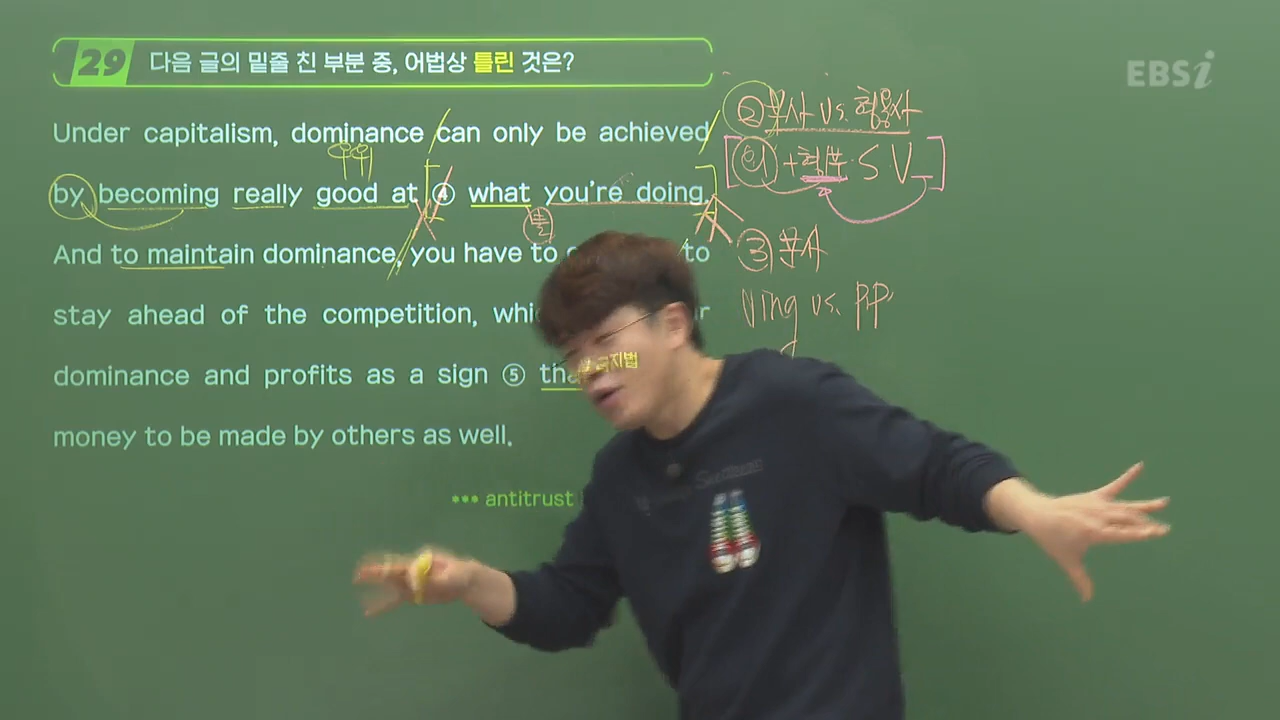 29 다음 글의 밑줄 친 부분 중, 어법상 틀린 것은?
EBSi
Under capitalism, dominance can only be achieved
by becoming really good at ④ what you're doing.
And to maintain dominance, you have to to
stay ahead of the competition,
dominance and profits as a sign ⑤
money to be made by others as well.
••• antitrust
지법
② 부사 vs. 형용사
+ S V
③ 분사
Ving vs. PP